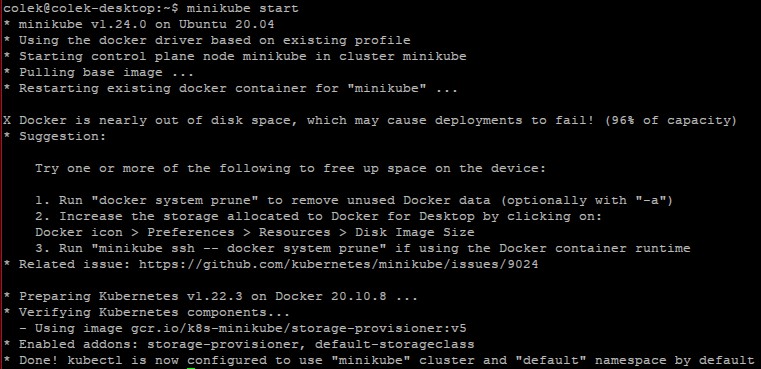 colek@colek-desktop:~$ minikube start
* minikube v1.24.0 on Ubuntu 20.04
* Using the docker driver based on existing profile
* Starting control plane node minikube in cluster minikube
* Pulling base image ...
* Restarting existing docker container for "minikube" ...
X Docker is nearly out of disk space, which may cause deployments to fail! (96% of capacity)
* Suggestion:
Try one or more of the following to free up space on the device:
1. Run "docker system prune" to remove unused Docker data (optionally with "-a")
2. Increase the storage allocated to Docker for Desktop by clicking on:
Docker icon > Preferences > Resources > Disk Image Size
3. Run "minikube ssh -- docker system prune" if using the Docker container runtime
* Related issue: https://github.com/kubernetes/minikube/issues/9024
* Preparing Kubernetes v1.22.3 on Docker 20.10.8 ...
* Verifying Kubernetes components...
- Using image gcr.io/k8s-minikube/storage-provisioner:v5
* Enabled addons: storage-provisioner, default-storageclass
* Done! kubectl is now configured to use "minikube" cluster and "default" namespace by default